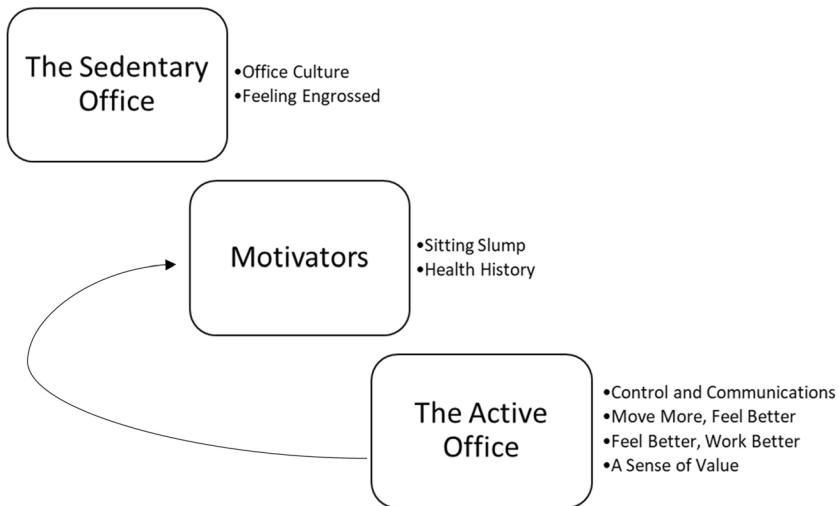 The Sedentary
Office
•Office Culture
•Feeling Engrossed
Motivators
•Sitting Slump
•Health History
The Active
Office
•Control and Communications
•Move More, Feel Better
•Feel Better, Work Better
•A Sense of Value